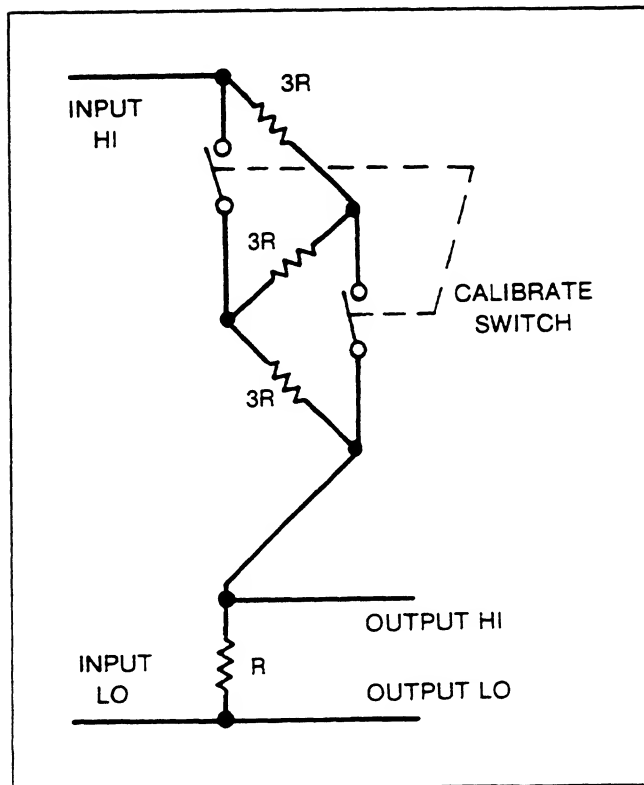 3R
INPUT
HI
3R
CALIBRATE
SWITCH
3R
OUTPUT HI
INPUT
LO
R
OUTPUT LO